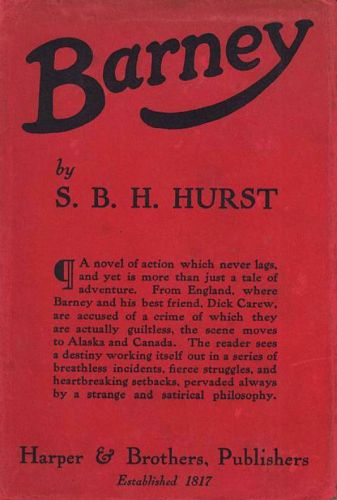 Barney
by
S. B. H. HURST
¶ A novel of action which never lags,
and yet is more than just a tale of
adventure. From England, where
Barney and his best friend, Dick Carew,
are accused of a crime of which they
are actually guiltless, the scene moves
to Alaska and Canada. The reader sees
a destiny working itself out in a series of
breathless incidents, fierce struggles, and
heartbreaking setbacks, pervaded always
by a strange and satirical philosophy.
Harper & Brothers, Publishers
Established 1817